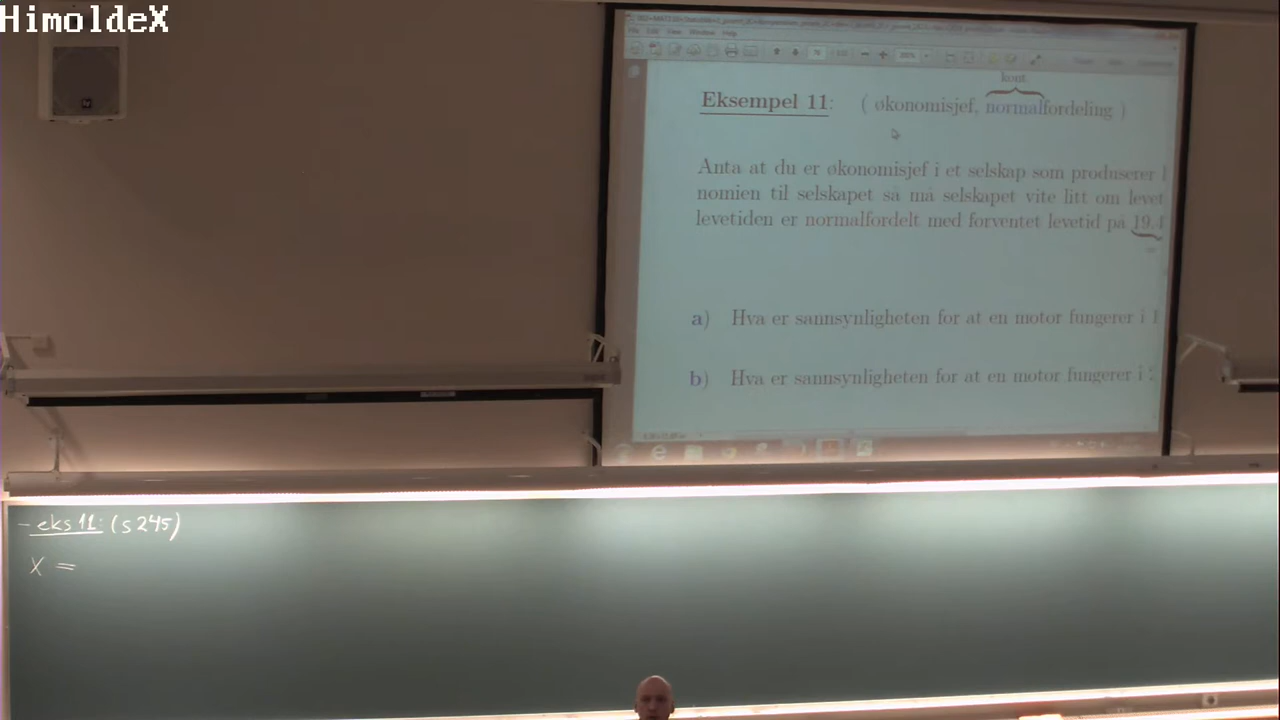 HimoldeX
kont
Eksempel 11: ( økonomisjef, normalfordeling )
Anta at du er økonomisjef i et selskap som produserer
nomien til selskapet så må selskapet vite litt om levet
levetiden er normalfordelt med forventet levetid på 19.4
a) Hva er sannsynligheten for at en motor fungerer i
b) Hva er sannsynligheten for at en motor fungerer i
- eks 11: (s 245)
X =